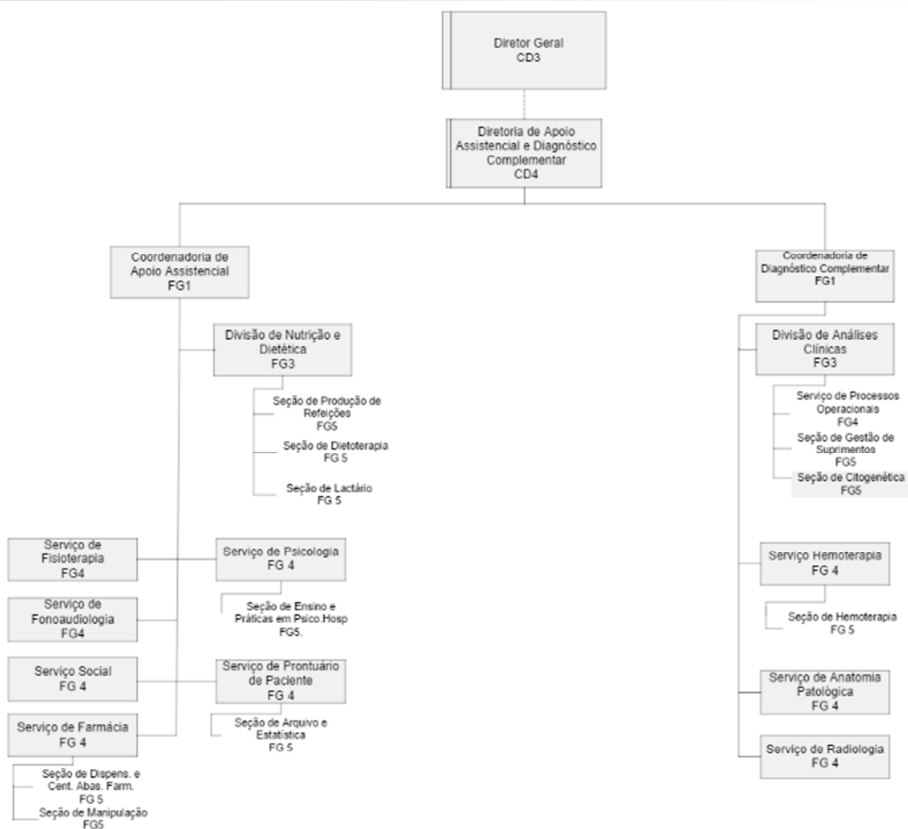 Diretor Geral
CD3
Diretoria de Apoio
Assistencial e Diagnóstico
Complementar
CD4
Coordenadoria de
Apoio Assistencial
FG1
Divisão de Nutrição e
Dietética
FG3
Seção de Produção de
Refeições
FG5
Seção de Dietoterapia
FG 5
Seção de Lactário
FG 5
Serviço de
Fisioterapia
FG4
Serviço de Psicologia
FG 4
Seção de Ensino e
Práticas em Psico.Hosp
FG5.
Serviço de
Fonoaudiologia
FG4
Serviço Social
FG 4
Serviço de Prontuário
de Paciente
FG 4
Seção de Arquivo e
Estatística
FG 5
Serviço de Farmácia
FG 4
Seção de Dispens. e
Cent. Abas. Farm.
FG 5
Seção de Manipulação
FG5
Coordenadoria de
Diagnóstico Complementar
FG1
Divisão de Análises
Clínicas
FG3
Serviço de Processos
Operacionais
FG4
Seção de Gestão de
Suprimentos
FG5
Seção de Citogenética
FG5
Serviço Hemoterapia
FG 4
Seção de Hemoterapia
FG 5
Serviço de Anatomia
Patológica
FG 4
Serviço de Radiologia
FG 4